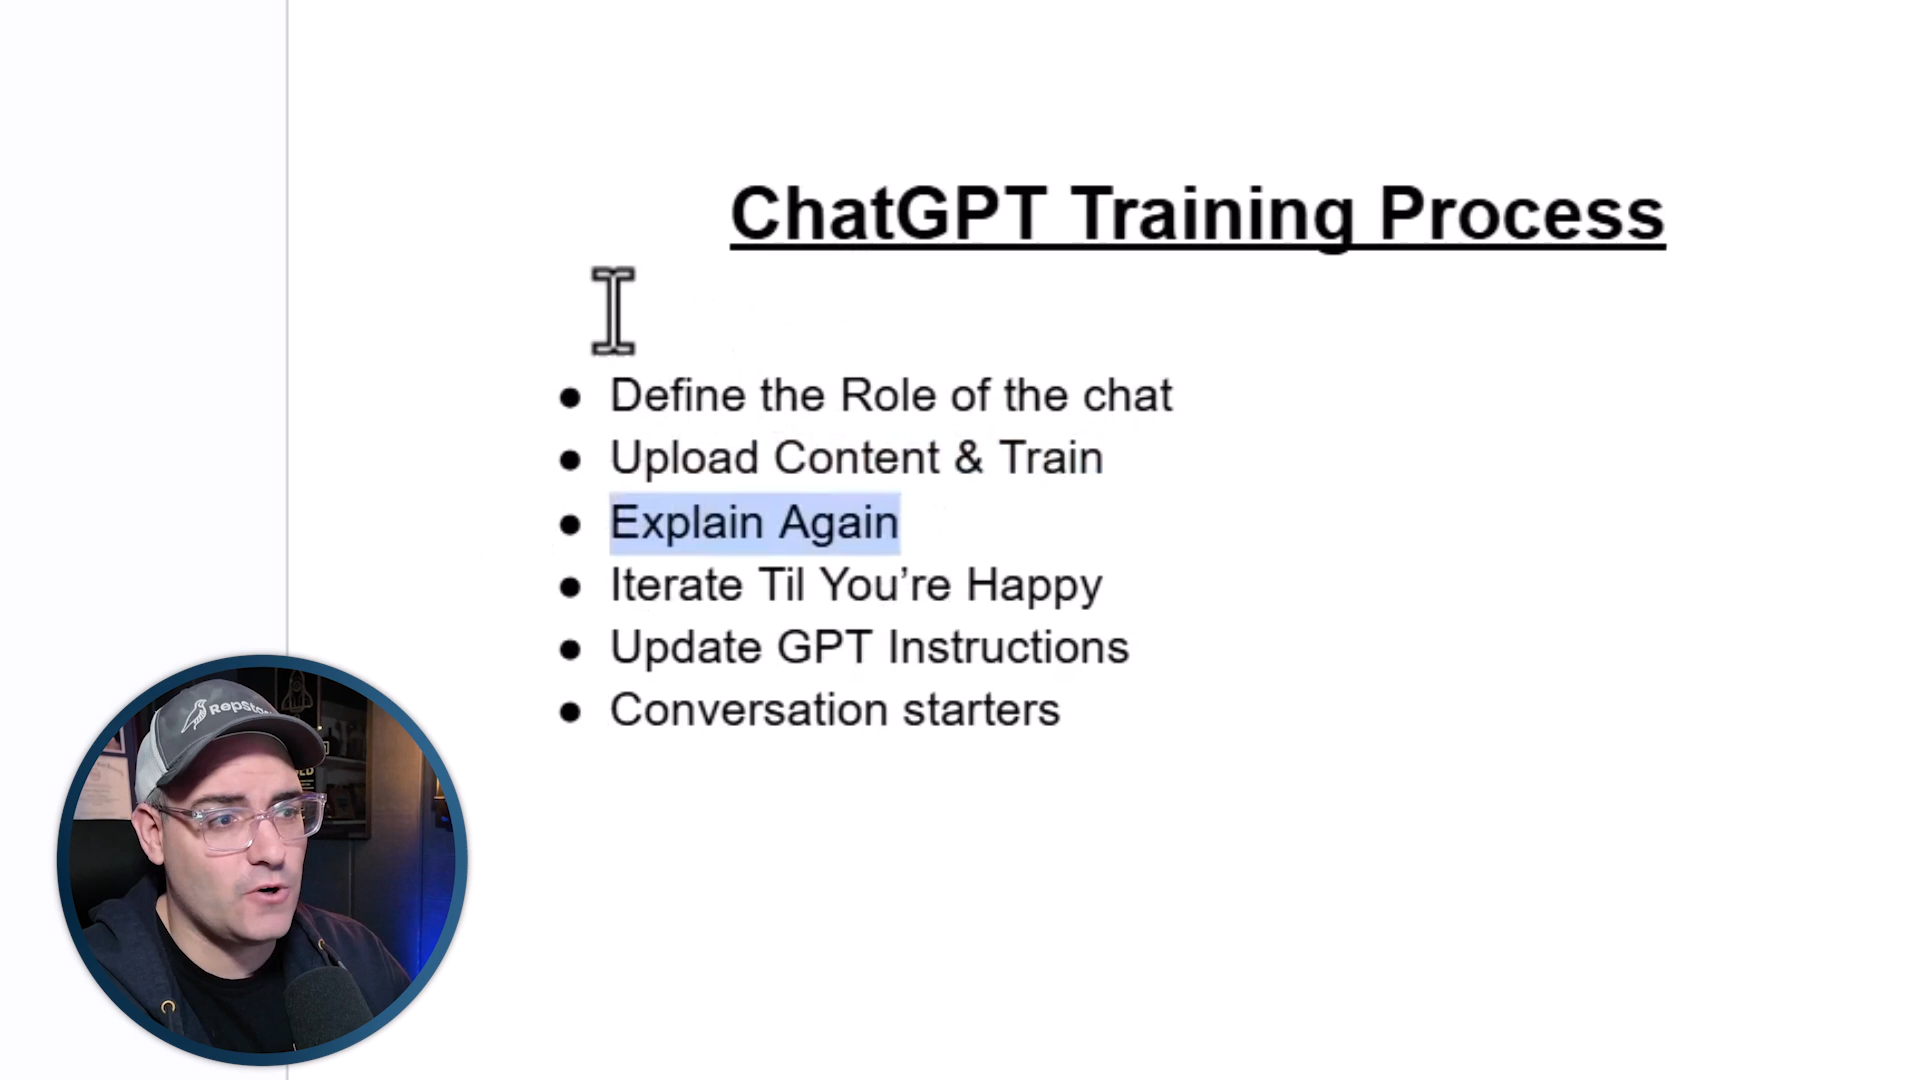 ChatGPT Training Process
● Define the Role of the chat
● Upload Content & Train
● Explain Again
● Iterate Til You’re Happy
● Update GPT Instructions
● Conversation starters